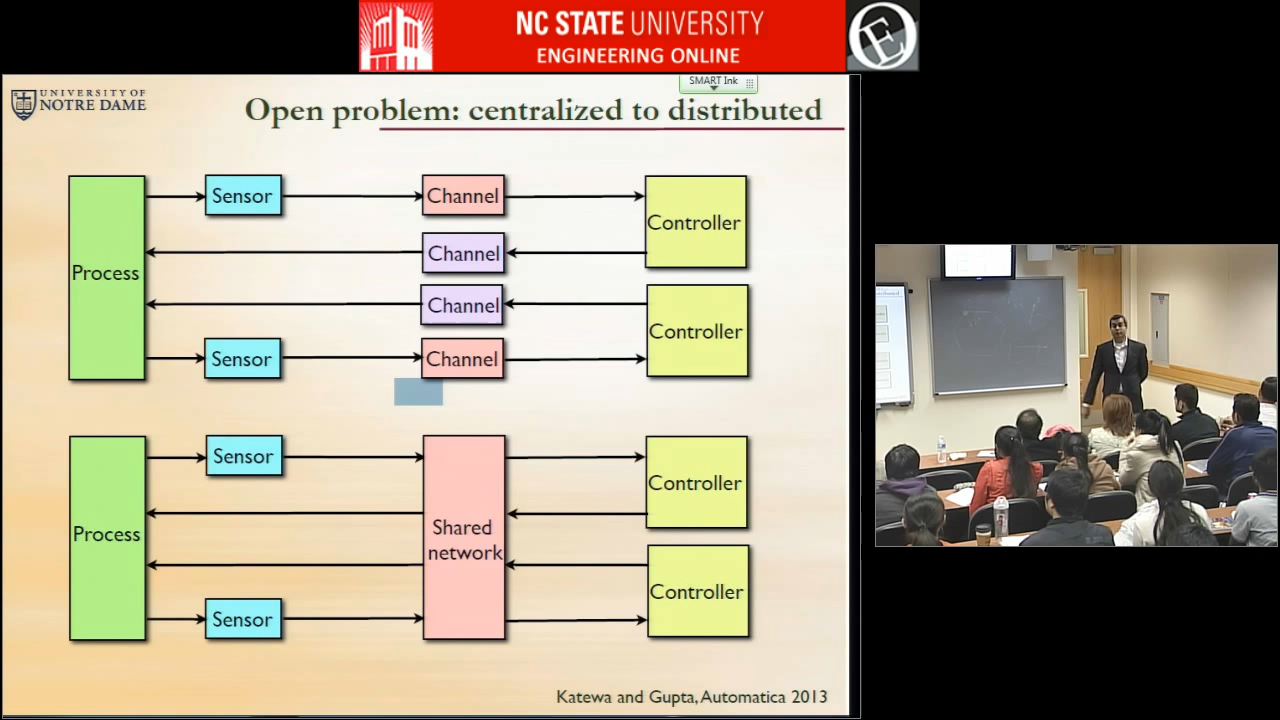 NC STATE UNIVERSITY
ENGINEERING ONLINE
OE
SMART Ink
UNIVERSITY OF
NOTRE DAME
Open problem: centralized to distributed
Sensor
Channel
Controller
Channel
Process
Channel
Controller
Sensor
Channel
Sensor
Controller
Process
Shared
network
Controller
Sensor
Katewa and Gupta, Automatica 2013